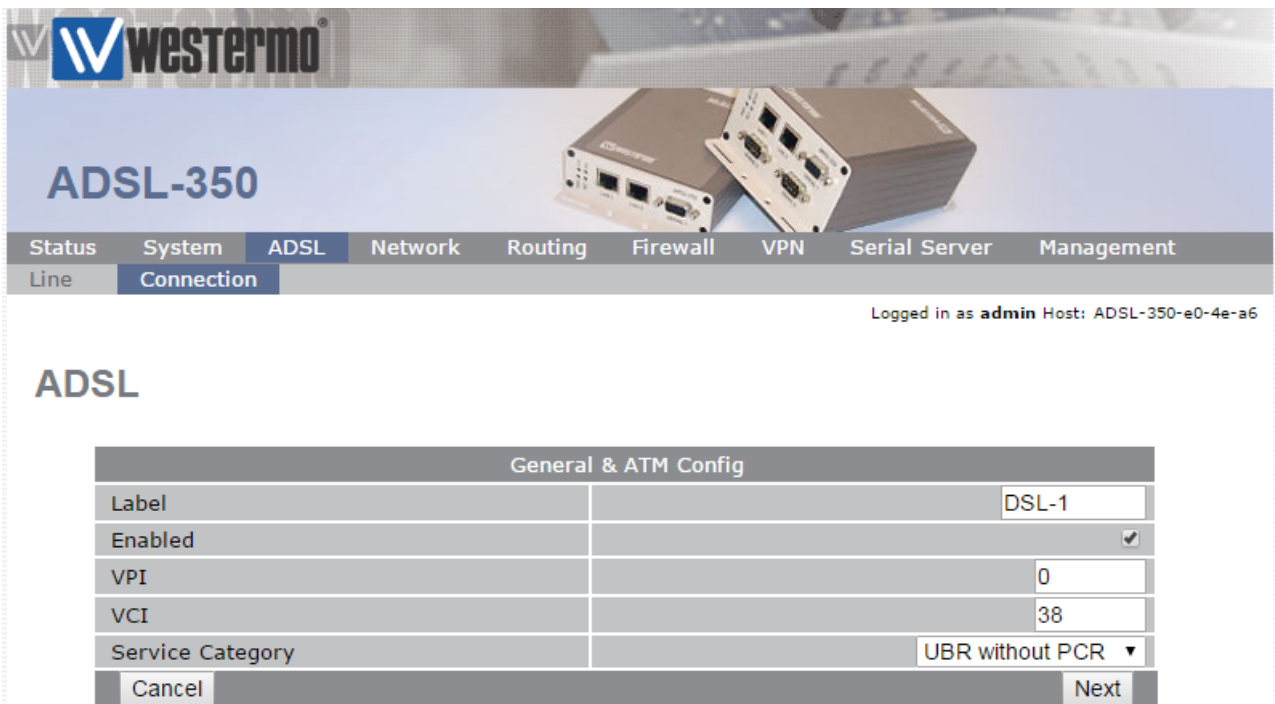 westermo®
ADSL-350
Status System ADSL Network Routing Firewall VPN Serial Server Management
Line Connection
Logged in as admin Host: ADSL-350-e0-4e-a6
ADSL
General & ATM Config
Label DSL-1
Enabled
VPI 0
VCI 38
Service Category UBR without PCR
Cancel Next